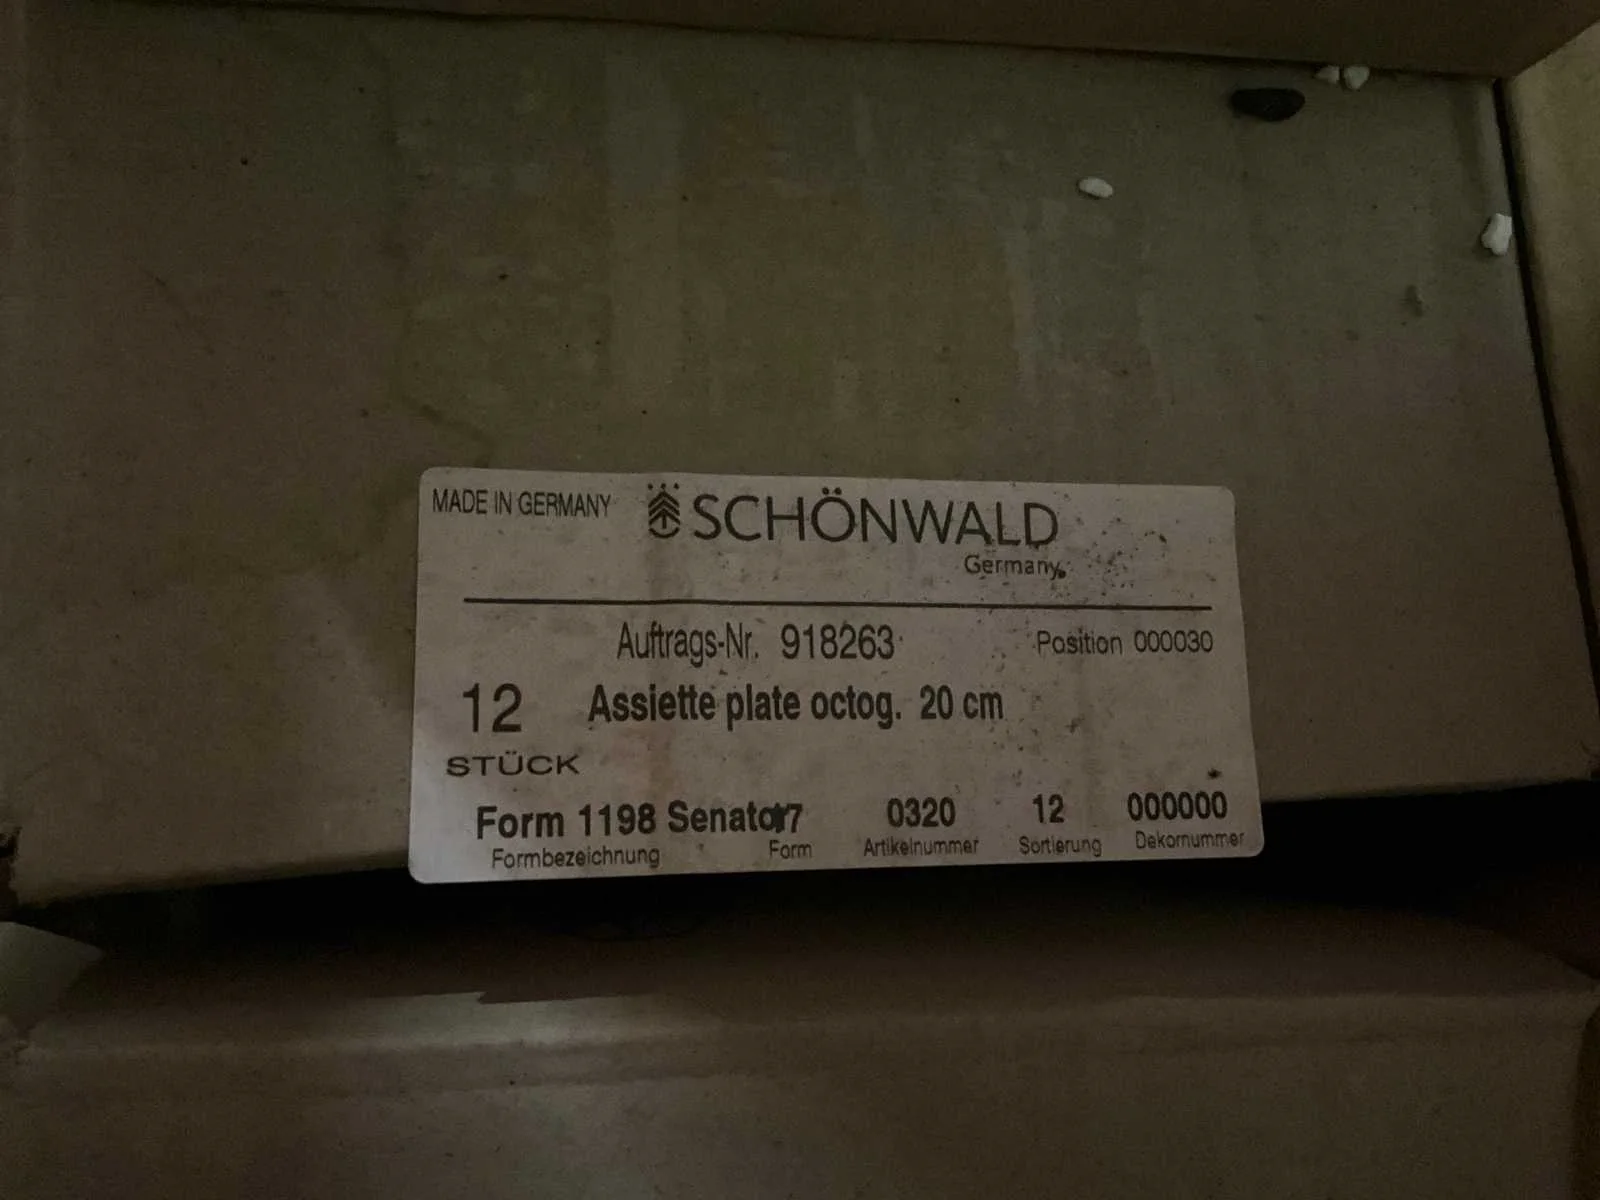 MADE IN GERMANY SCHÖNWALD
Germany
Auftrags-Nr. 918263 Position 000030
12 Assiette plate octog. 20 cm
STÜCK
Form 1198 Senator 0320 12 000000
Formbezeichnung Form Artikelnummer Sortierung Dekornummer